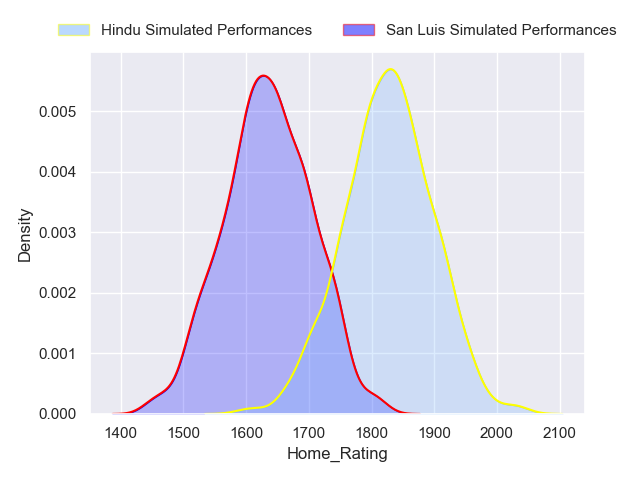 Hindu Simulated Performances San Luis Simulated Performances
0.005
0.004
0.003
0.002
0.001
0.000
Density
1400 1500 1600 1700 1800 1900 2000 2100
Home_Rating